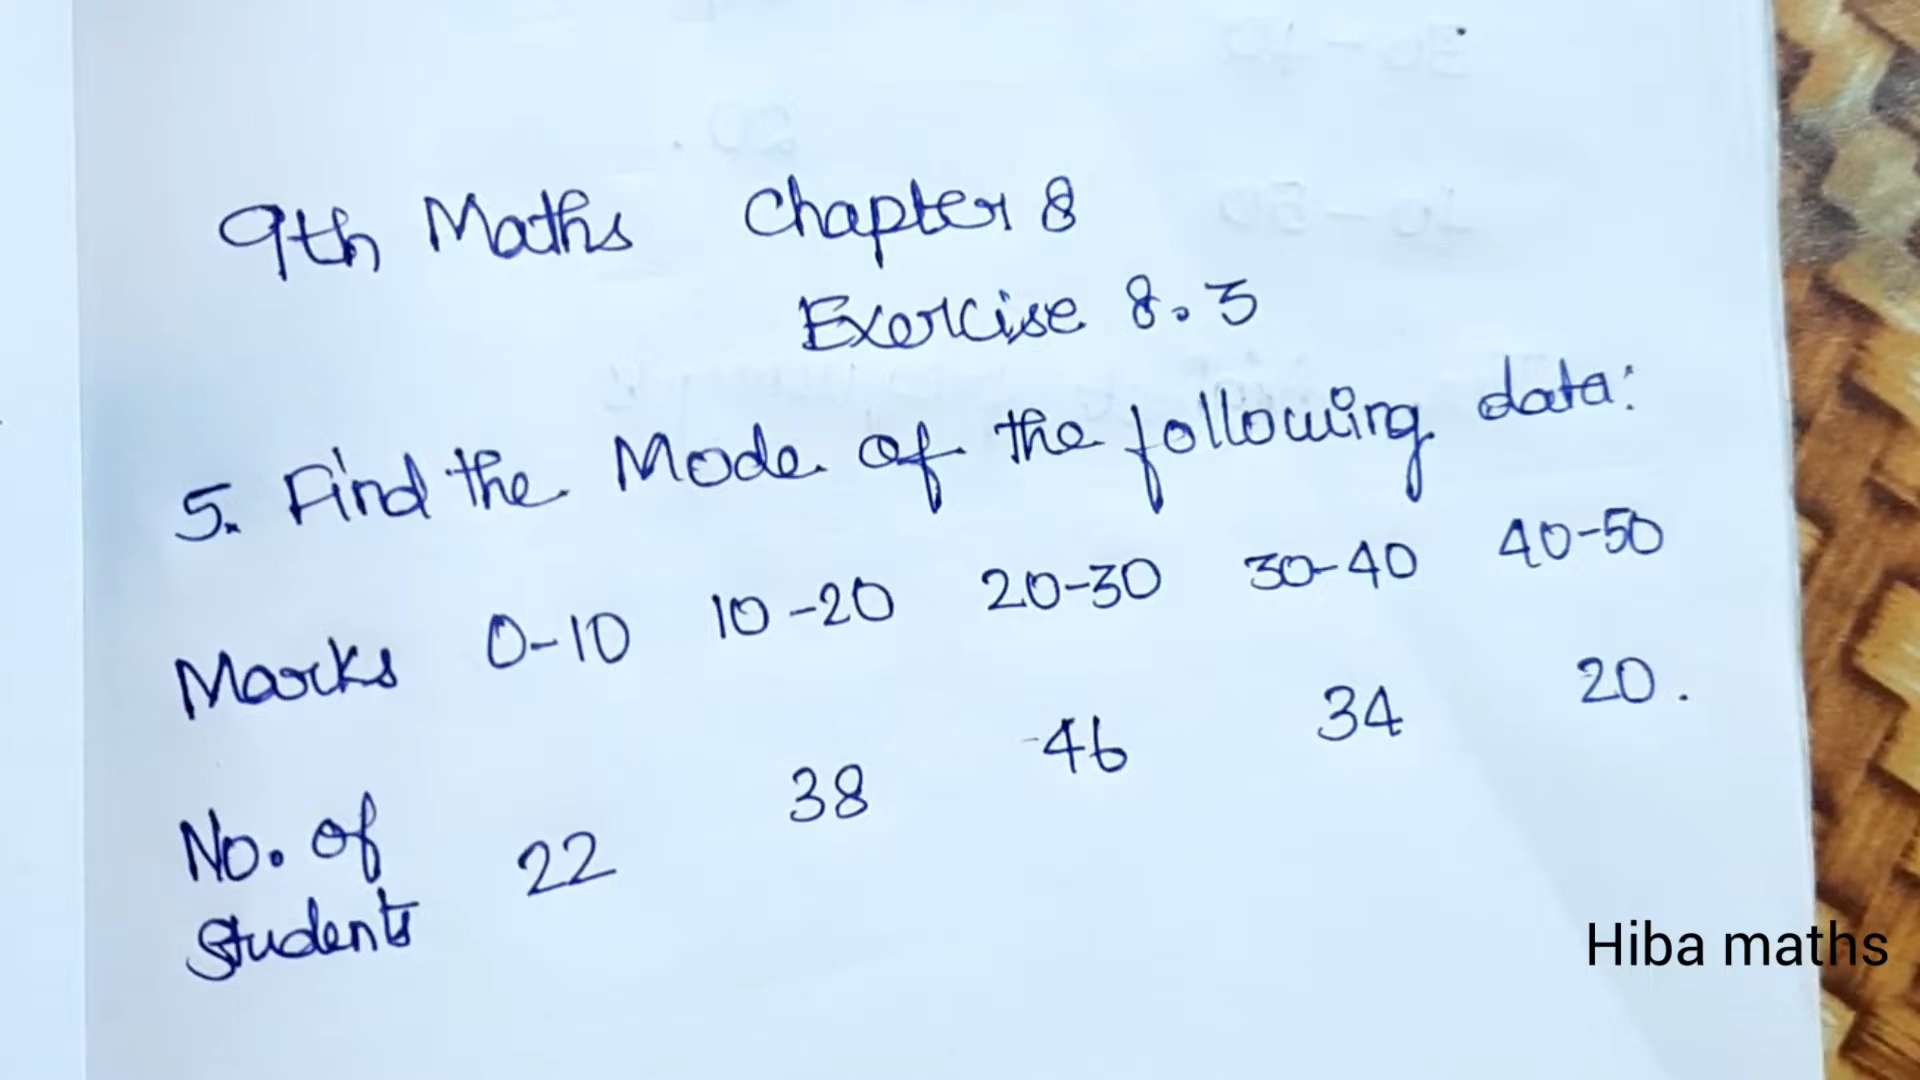 9th Maths Chapter 8
Exercise 8.3
5. Find the Mode of the following data:
Marks 0-10 10-20 20-30 30-40 40-50
No. of Students 22 38 46 34 20.
Hiba maths